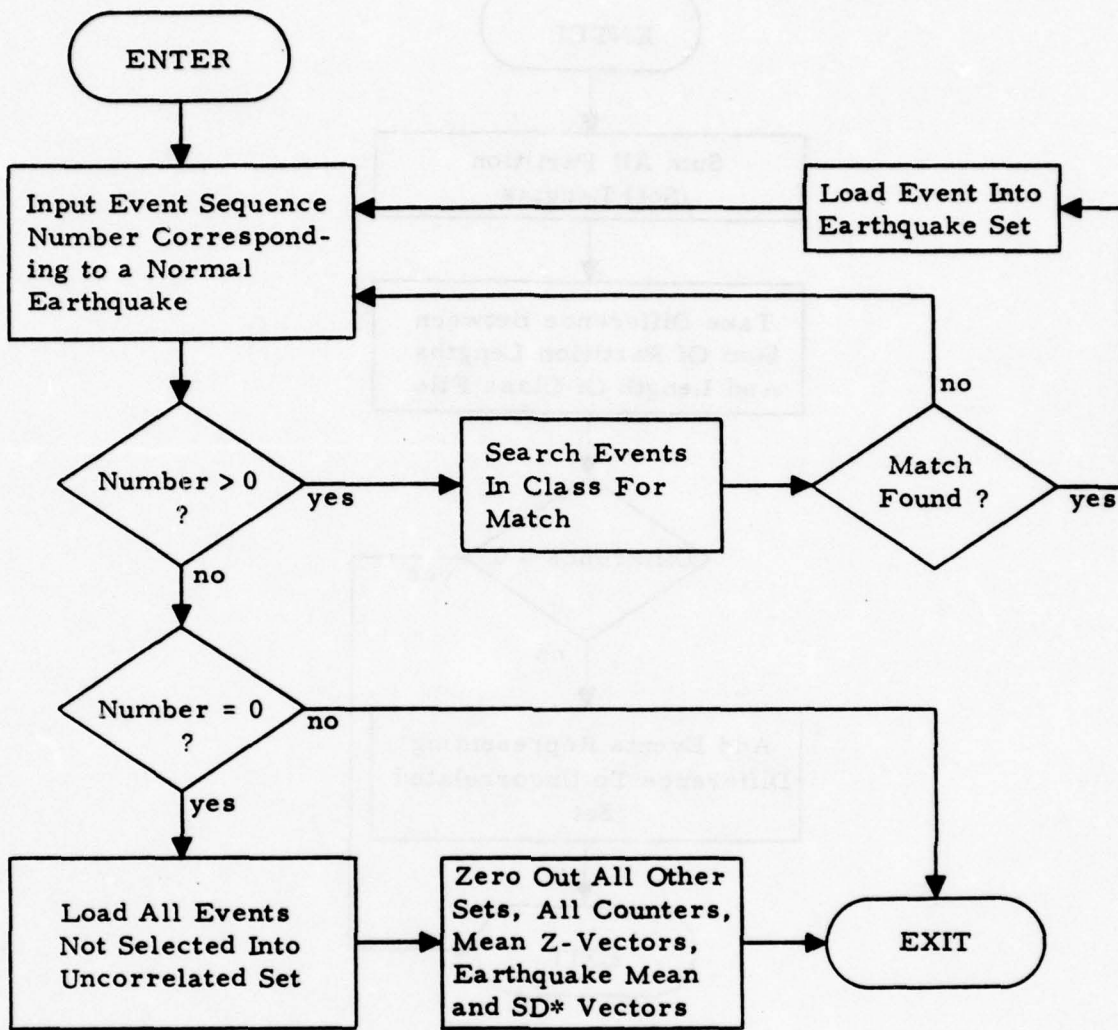 ENTER
Input Event Sequence
Number Correspond-
ing to a Normal
Earthquake
Load Event Into
Earthquake Set
Number > 0
?
yes
no
Search Events
In Class For
Match
Match
Found ?
no
yes
Number = 0
?
no
yes
Load All Events
Not Selected Into
Uncorrelated Set
Zero Out All Other
Sets, All Counters,
Mean Z-Vectors,
Earthquake Mean
and SD* Vectors
EXIT